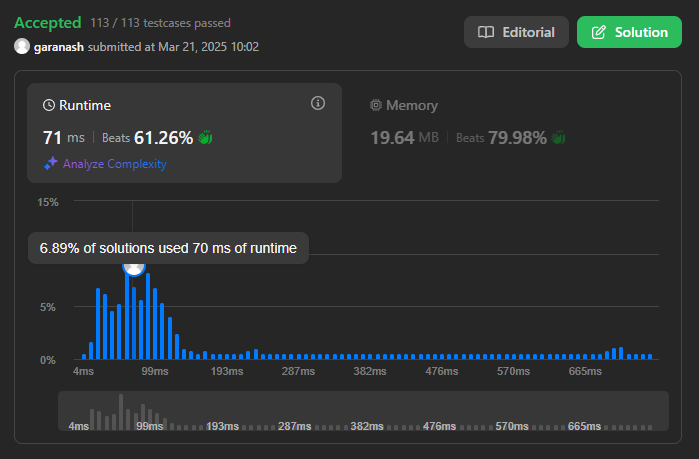 Accepted 113 / 113 testcases passed
garanash submitted at Mar 21, 2025 10:02
Editorial
Solution
Runtime
71 ms Beats 61.26%
Analyze Complexity
Memory
19.64 MB Beats 79.98%
15%
6.89% of solutions used 70 ms of runtime
5%
0%
4ms 99ms 193ms 287ms 382ms 476ms 570ms 665ms
4ms 99ms 193ms 287ms 382ms 476ms 570ms 665ms